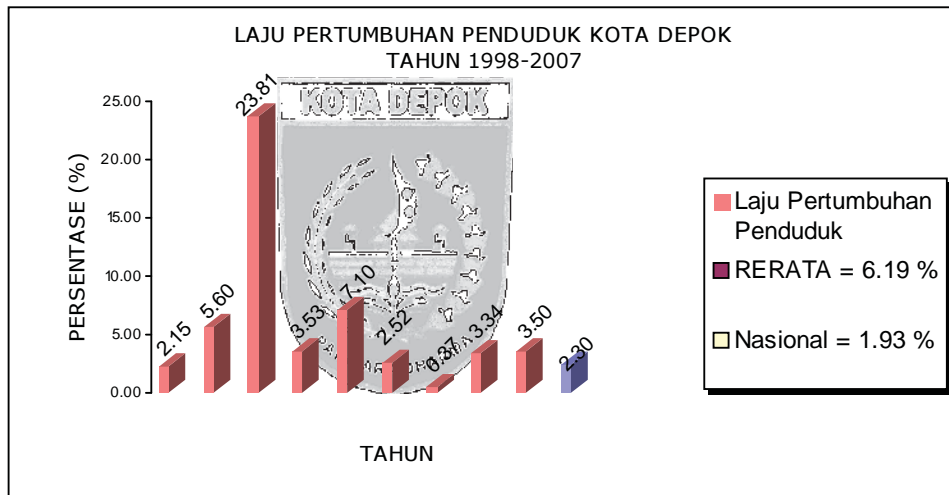 LAJU PERTUMBUHAN PENDUDUK KOTA DEPOK
TAHUN 1998-2007
KOTA DEPOK
PERSENTASE (%)
25.00
20.00
15.00
10.00
5.00
0.00
2.15
5.60
23.81
3.53
7.10
2.52
0.37
3.34
3.50
2.30
TAHUN
Laju Pertumbuhan
Penduduk
RERATA = 6.19 %
Nasional = 1.93 %